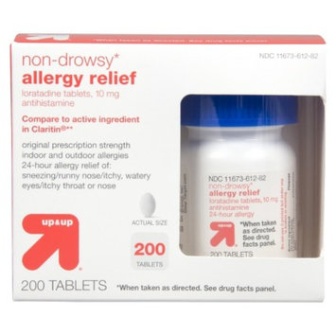 non-drowsy*
allergy relief
loratadine tablets, 10 mg
antihistamine
Compare to active ingredient
in Claritin®*†
original prescription strength
indoor and outdoor allergies
24-hour allergy relief of:
sneezing/runny nose/itchy, watery
eyes/itchy throat or nose
ACTUAL SIZE
up&up
200
TABLETS
200 TABLETS
*When taken as directed. See drug facts panel.
NDC 11673-612-62
NDC 11673-612-62
non-drowsy*
allergy relief
loratadine tablets, 10 mg
antihistamine
24-hour allergy
*When taken
as directed.
See drug
facts panel.
200
TABLETS